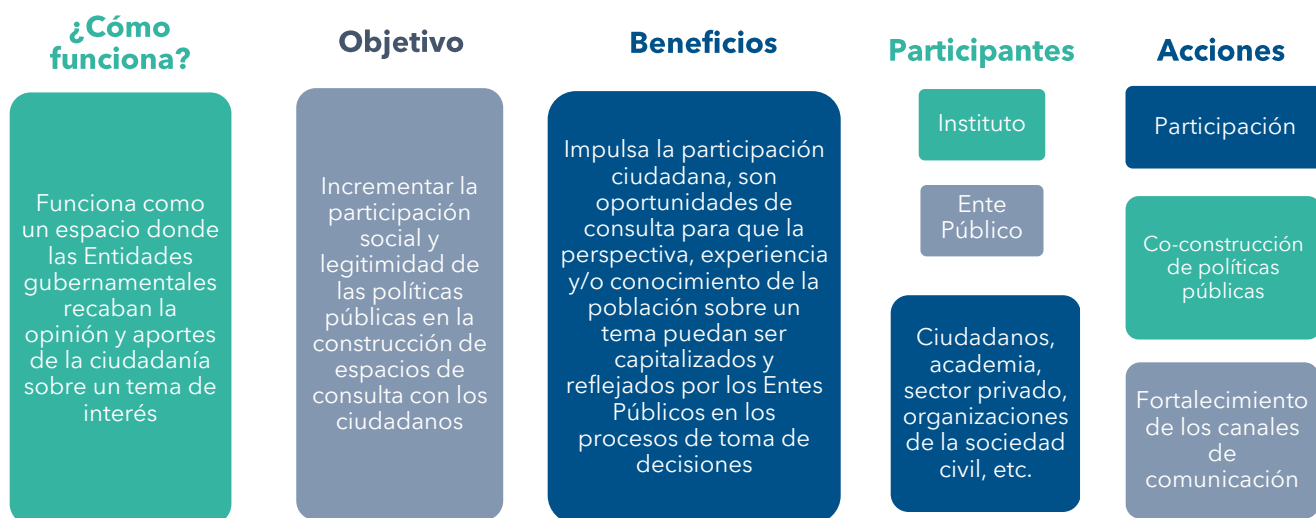 ¿Cómo
funciona?
Funciona como
un espacio donde
las Entidades
gubernamentales
recaban la
opinión y aportes
de la ciudadanía
sobre un tema de
interés
Objetivo
Incrementar la
participación
social y
legitimidad de
las políticas
públicas en la
construcción de
espacios de
consulta con los
ciudadanos
Beneficios
Impulsa la participación
ciudadana, son
oportunidades de
consulta para que la
perspectiva, experiencia
y/o conocimiento de la
población sobre un
tema puedan ser
capitalizados y
reflejados por los Entes
Públicos en los
procesos de toma de
decisiones
Participantes
Instituto
Ente
Público
Ciudadanos,
academia,
sector privado,
organizaciones
de la sociedad
civil, etc.
Acciones
Participación
Co-construcción
de políticas
públicas
Fortalecimiento
de los canales
de
comunicación